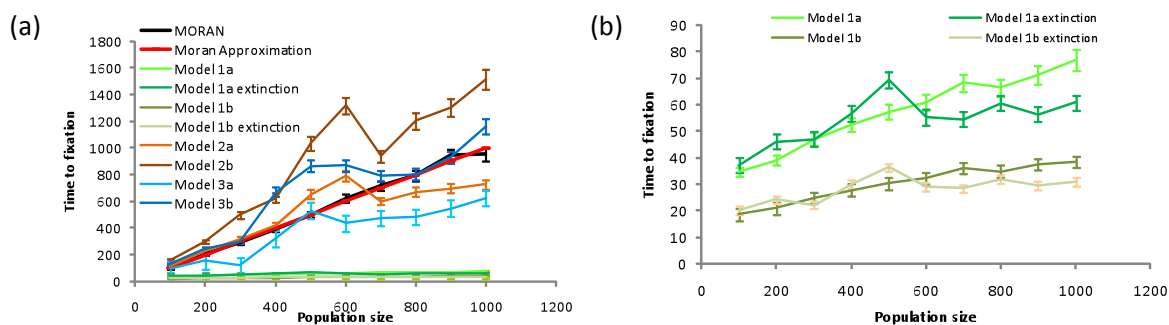 (a)
Time to fixation
1800
1600
1400
1200
1000
800
600
400
200
0
MORAN
Moran Approximation
Model 1a
Model 1a extinction
Model 1b
Model 1b extinction
Model 2a
Model 2b
Model 3a
Model 3b
0 200 400 600 800 1000 1200
Population size
(b)
Time to fixation
90
80
70
60
50
40
30
20
10
0
Model 1a Model 1a extinction
Model 1b Model 1b extinction
0 200 400 600 800 1000 1200
Population size